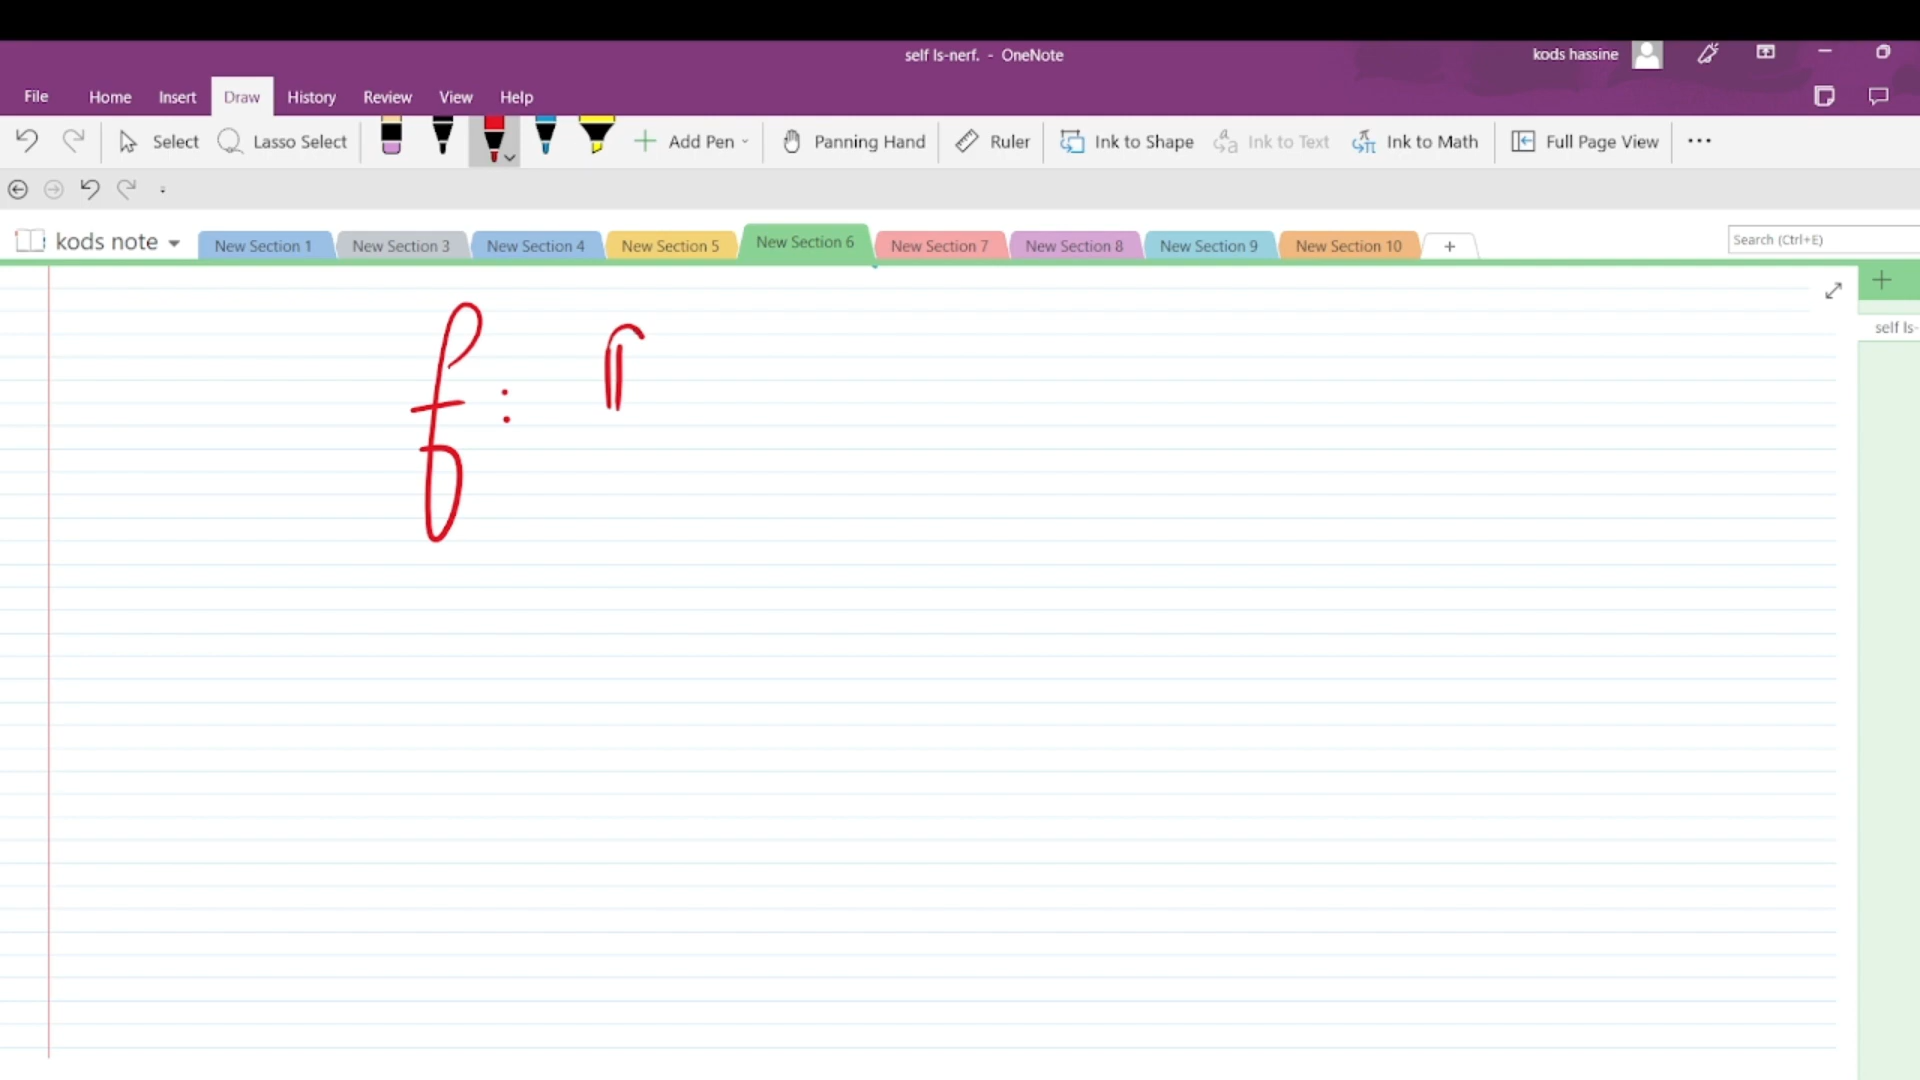 self ls-nerf. - OneNote
kods hassine
File Home Insert Draw History Review View Help
Select Lasso Select Add Pen Panning Hand Ruler Ink to Shape Ink to Text Ink to Math Full Page View ...
kods note New Section 1 New Section 3 New Section 4 New Section 5 New Section 6 New Section 7 New Section 8 New Section 9 New Section 10 + Search (Ctrl+E)
self ls-
f :